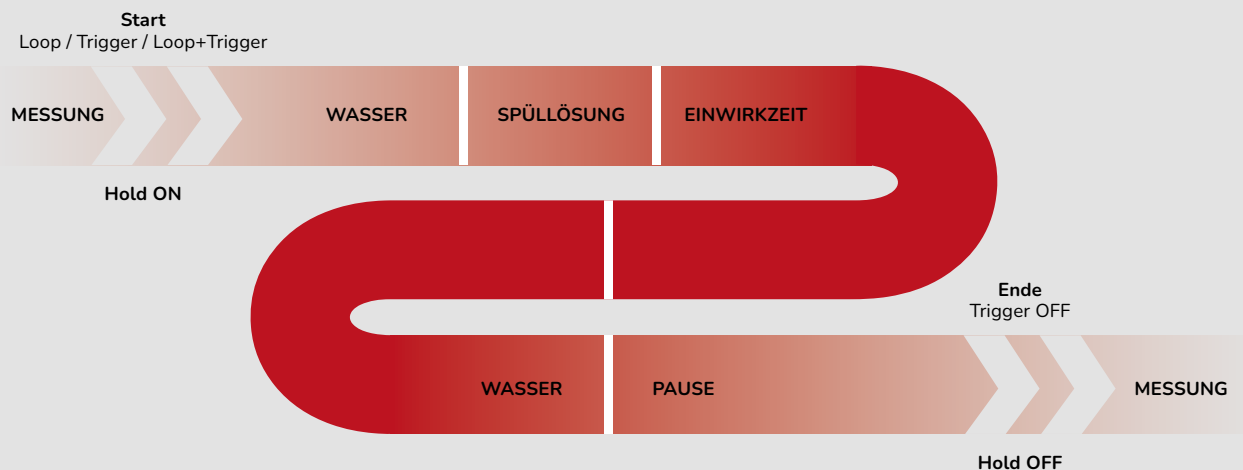 Start
Loop / Trigger / Loop+Trigger
MESSUNG
WASSER
SPÜLLÖSUNG
EINWIRKZEIT
Hold ON
Ende
Trigger OFF
WASSER
PAUSE
MESSUNG
Hold OFF